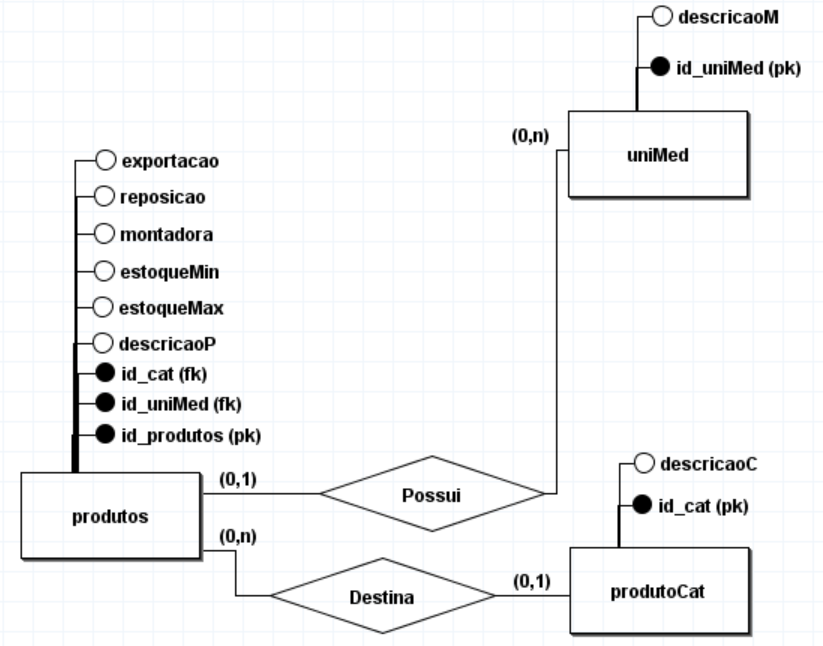 descricaoM
id_uniMed (pk)
(0,n)
uniMed
exportacao
reposicao
montadora
estoqueMin
estoqueMax
descricaoP
id_cat (fk)
id_uniMed (fk)
id_produtos (pk)
produtos
(0,1)
Possui
(0,n)
Destina
(0,1)
descricaoC
id_cat (pk)
produtoCat